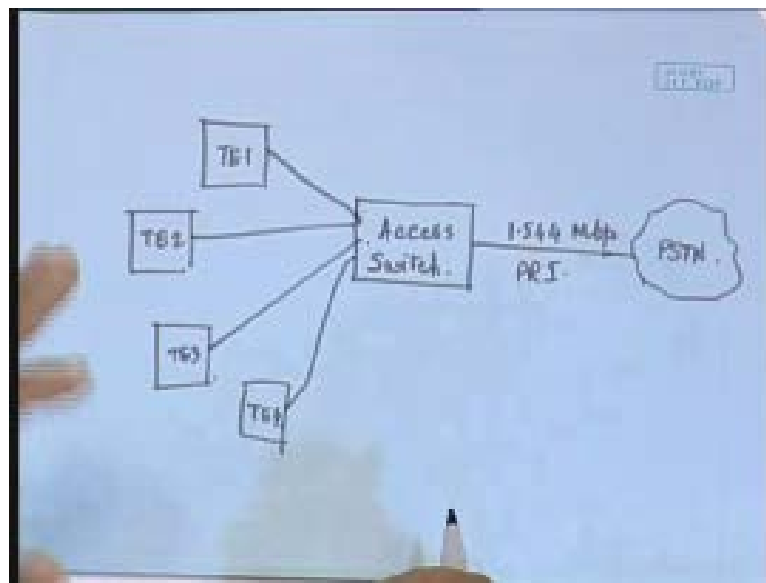 TE1
TE2
TE3
TE4
Access
Switch.
1.544 Mbps
PRI.
PSTN.